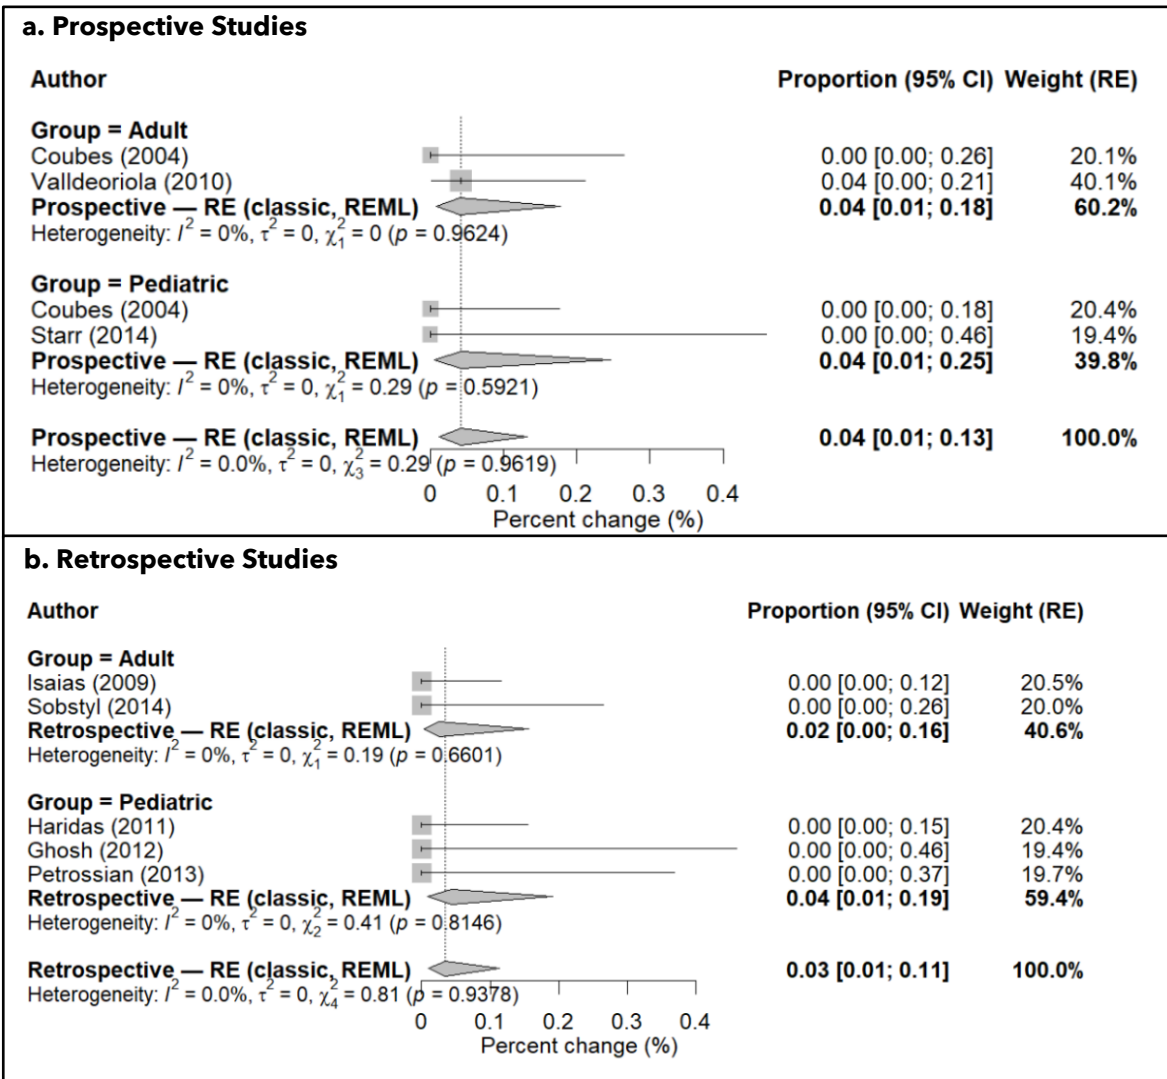 a. Prospective Studies
Author Proportion (95% CI) Weight (RE)
Group = Adult
Coubes (2004) 0.00 [0.00; 0.26] 20.1%
Valldeoriola (2010) 0.04 [0.00; 0.21] 40.1%
Prospective — RE (classic, REML) 0.04 [0.01; 0.18] 60.2%
Heterogeneity: I² = 0%, τ² = 0, χ²₁ = 0 (p = 0.9624)
Group = Pediatric
Coubes (2004) 0.00 [0.00; 0.18] 20.4%
Starr (2014) 0.00 [0.00; 0.46] 19.4%
Prospective — RE (classic, REML) 0.04 [0.01; 0.25] 39.8%
Heterogeneity: I² = 0%, τ² = 0, χ²₁ = 0.29 (p = 0.5921)
Prospective — RE (classic, REML) 0.04 [0.01; 0.13] 100.0%
Heterogeneity: I² = 0.0%, τ² = 0, χ²₃ = 0.29 (p = 0.9619)
0 0.1 0.2 0.3 0.4
Percent change (%)
b. Retrospective Studies
Author Proportion (95% CI) Weight (RE)
Group = Adult
Isaias (2009) 0.00 [0.00; 0.12] 20.5%
Sobstyl (2014) 0.00 [0.00; 0.26] 20.0%
Retrospective — RE (classic, REML) 0.02 [0.00; 0.16] 40.6%
Heterogeneity: I² = 0%, τ² = 0, χ²₁ = 0.19 (p = 0.6601)
Group = Pediatric
Haridas (2011) 0.00 [0.00; 0.15] 20.4%
Ghosh (2012) 0.00 [0.00; 0.46] 19.4%
Petrossian (2013) 0.00 [0.00; 0.37] 19.7%
Retrospective — RE (classic, REML) 0.04 [0.01; 0.19] 59.4%
Heterogeneity: I² = 0%, τ² = 0, χ²₂ = 0.41 (p = 0.8146)
Retrospective — RE (classic, REML) 0.03 [0.01; 0.11] 100.0%
Heterogeneity: I² = 0.0%, τ² = 0, χ²₄ = 0.81 (p = 0.9378)
0 0.1 0.2 0.3 0.4
Percent change (%)